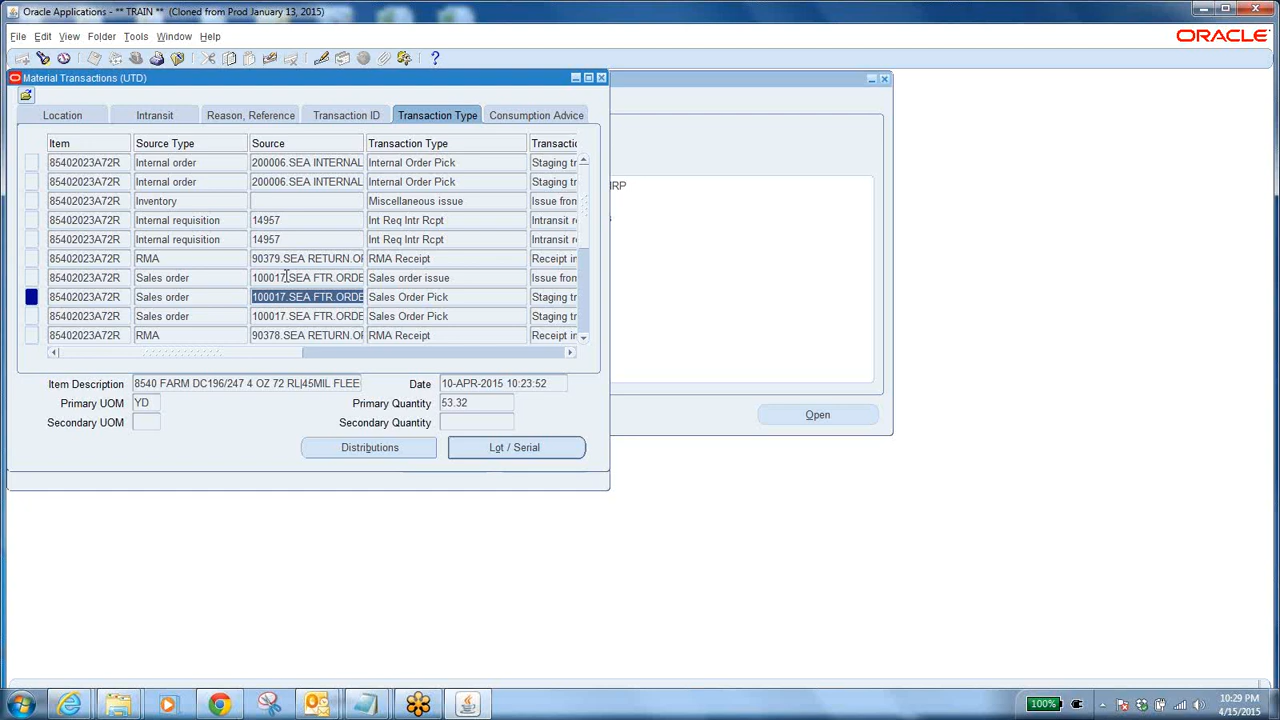 Oracle Applications - ** TRAIN ** (Cloned from Prod January 13, 2015)
File Edit View Folder Tools Window Help
ORACLE
Material Transactions (UTD)
Location Intransit Reason, Reference Transaction ID Transaction Type Consumption Advice
Item Source Type Source Transaction Type Transactio
85402023A72R Internal order 200006.SEA INTERNAL Internal Order Pick Staging tr
85402023A72R Internal order 200006.SEA INTERNAL Internal Order Pick Staging tr
85402023A72R Inventory Miscellaneous issue Issue from
85402023A72R Internal requisition 14957 Int Req Intr Rcpt Intransit r
85402023A72R Internal requisition 14957 Int Req Intr Rcpt Intransit r
85402023A72R RMA 90379.SEA RETURN.OF RMA Receipt Receipt in
85402023A72R Sales order 100017.SEA FTR.ORDE Sales order issue Issue from
85402023A72R Sales order 100017.SEA FTR.ORDE Sales Order Pick Staging tr
85402023A72R Sales order 100017.SEA FTR.ORDE Sales Order Pick Staging tr
85402023A72R RMA 90378.SEA RETURN.OF RMA Receipt Receipt in
Item Description 8540 FARM DC196/247 4 OZ 72 RL|45MIL FLEE Date 10-APR-2015 10:23:52
Primary UOM YD Primary Quantity 53.32
Secondary UOM Secondary Quantity
Distributions Lot / Serial
Open
100%
10:29 PM
4/15/2015